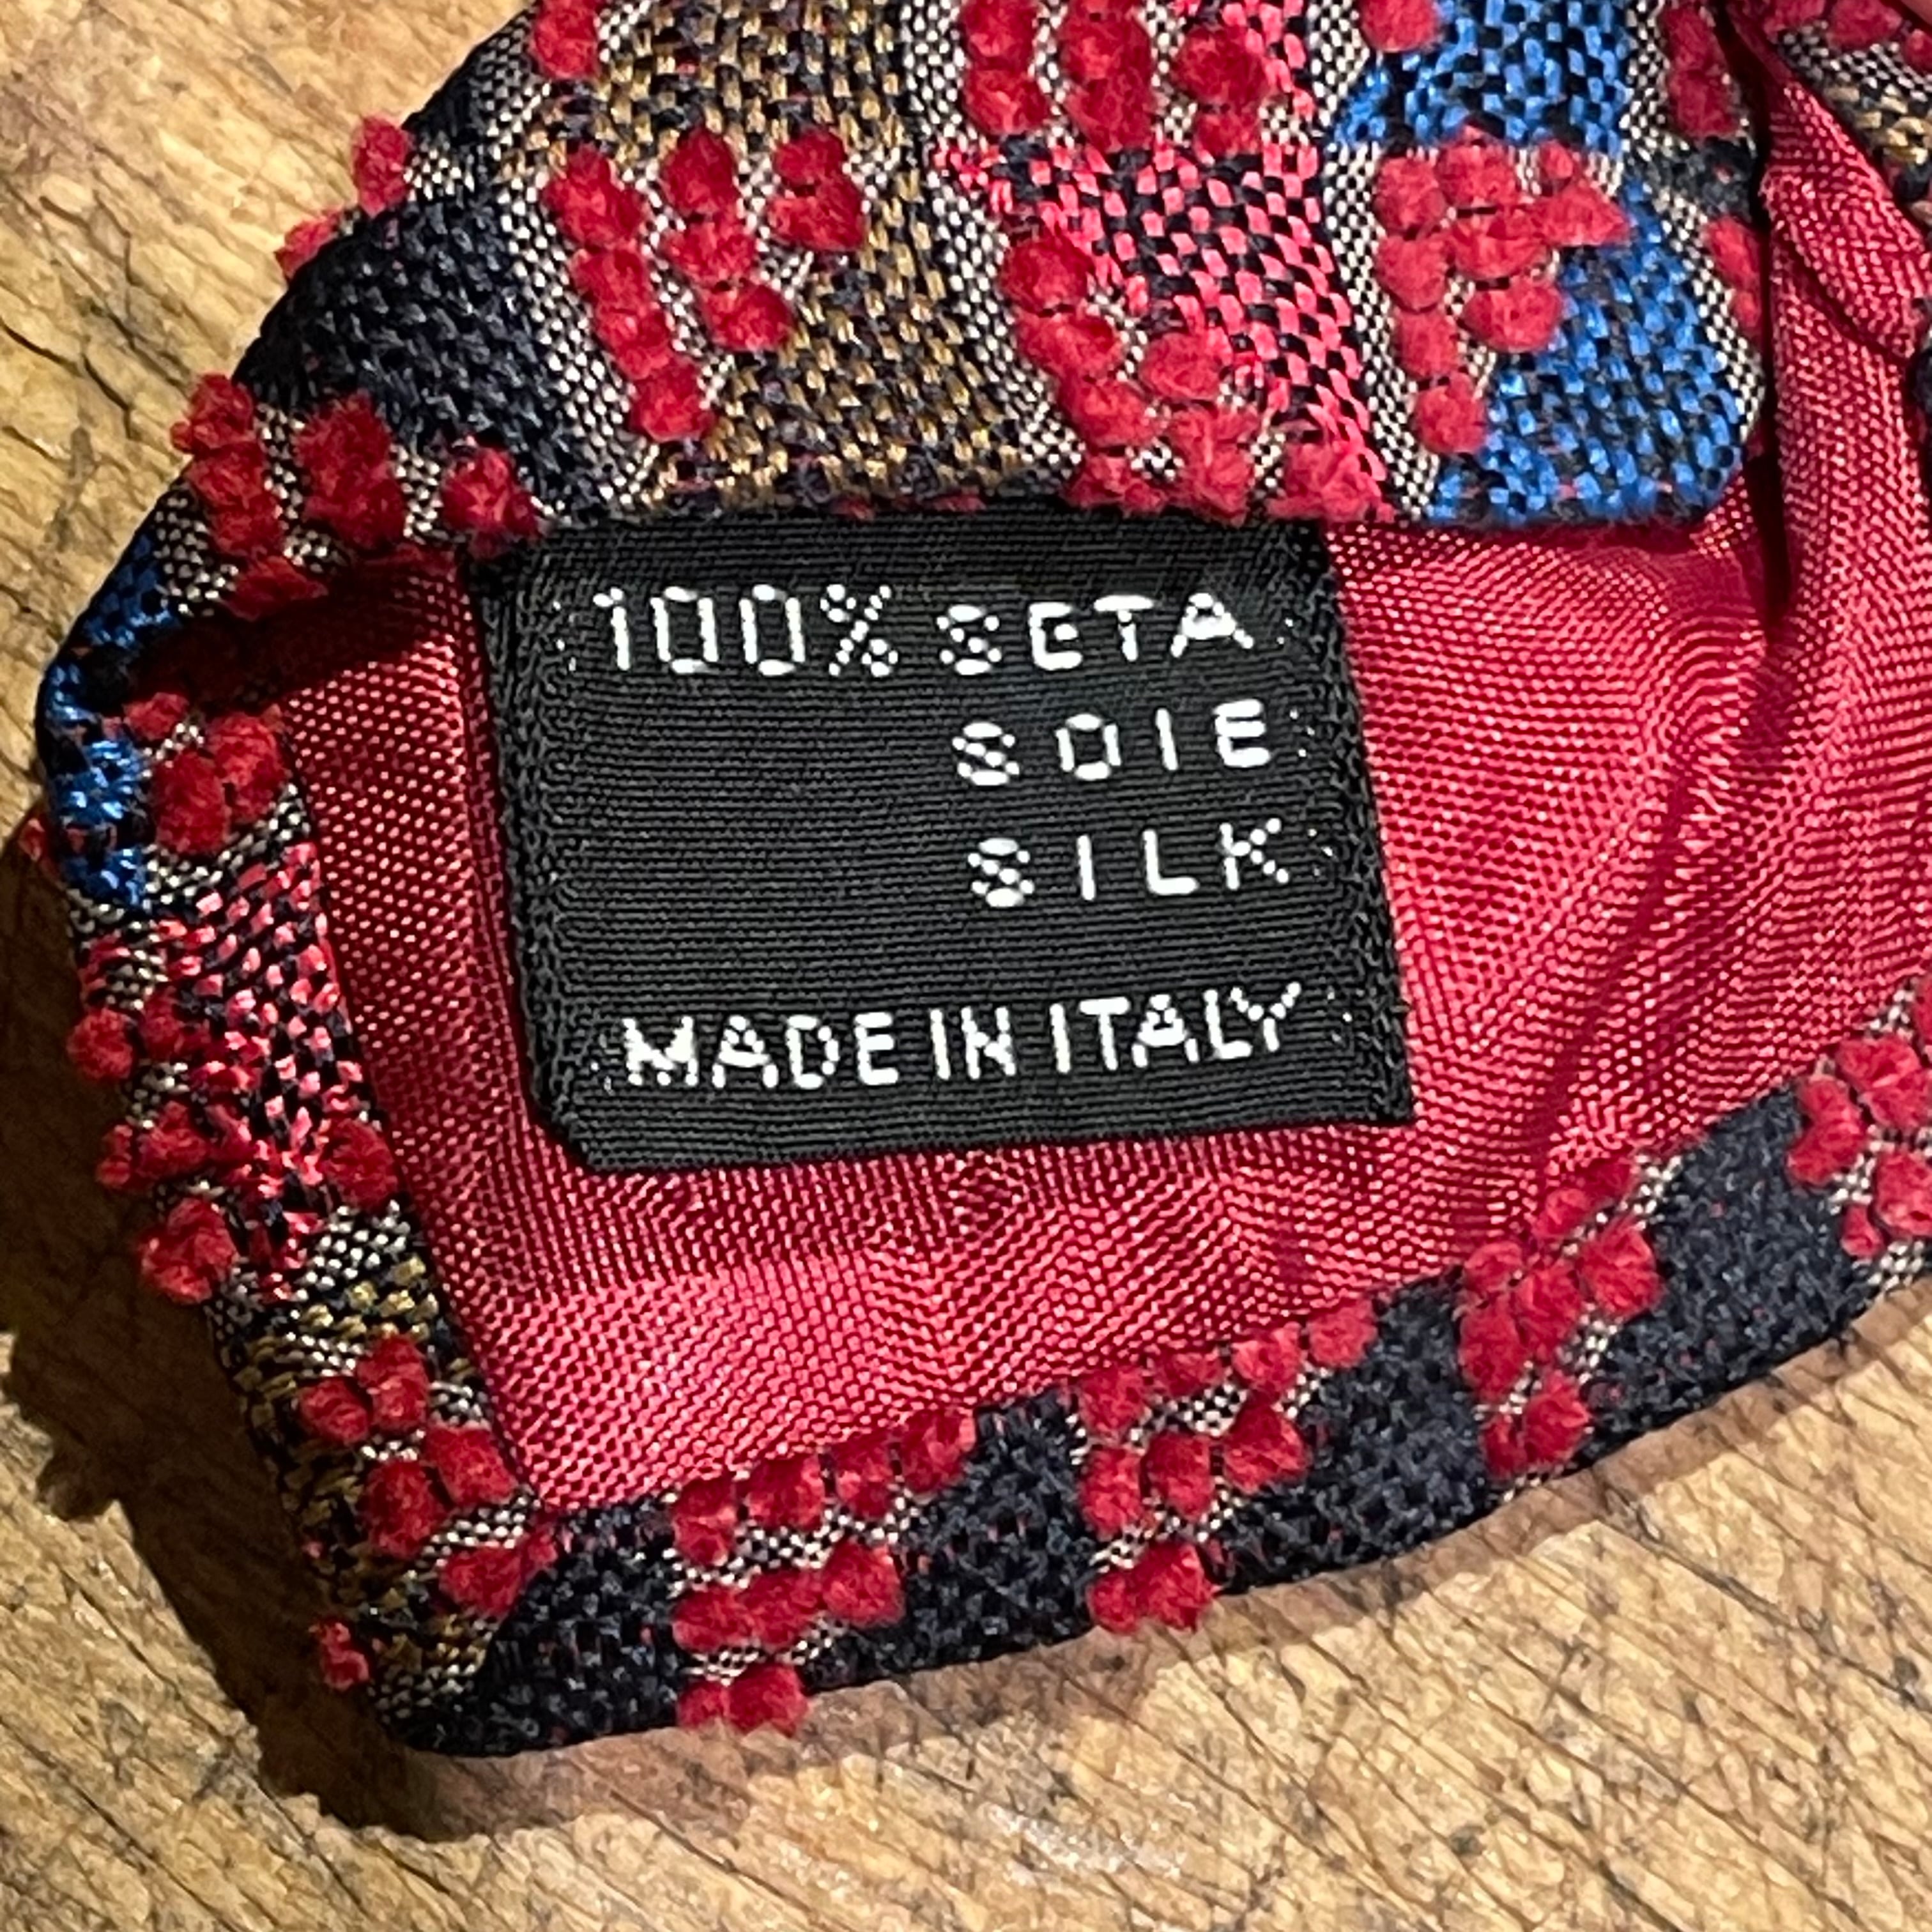 100% SETA
SOIE
SILK
MADE IN ITALY